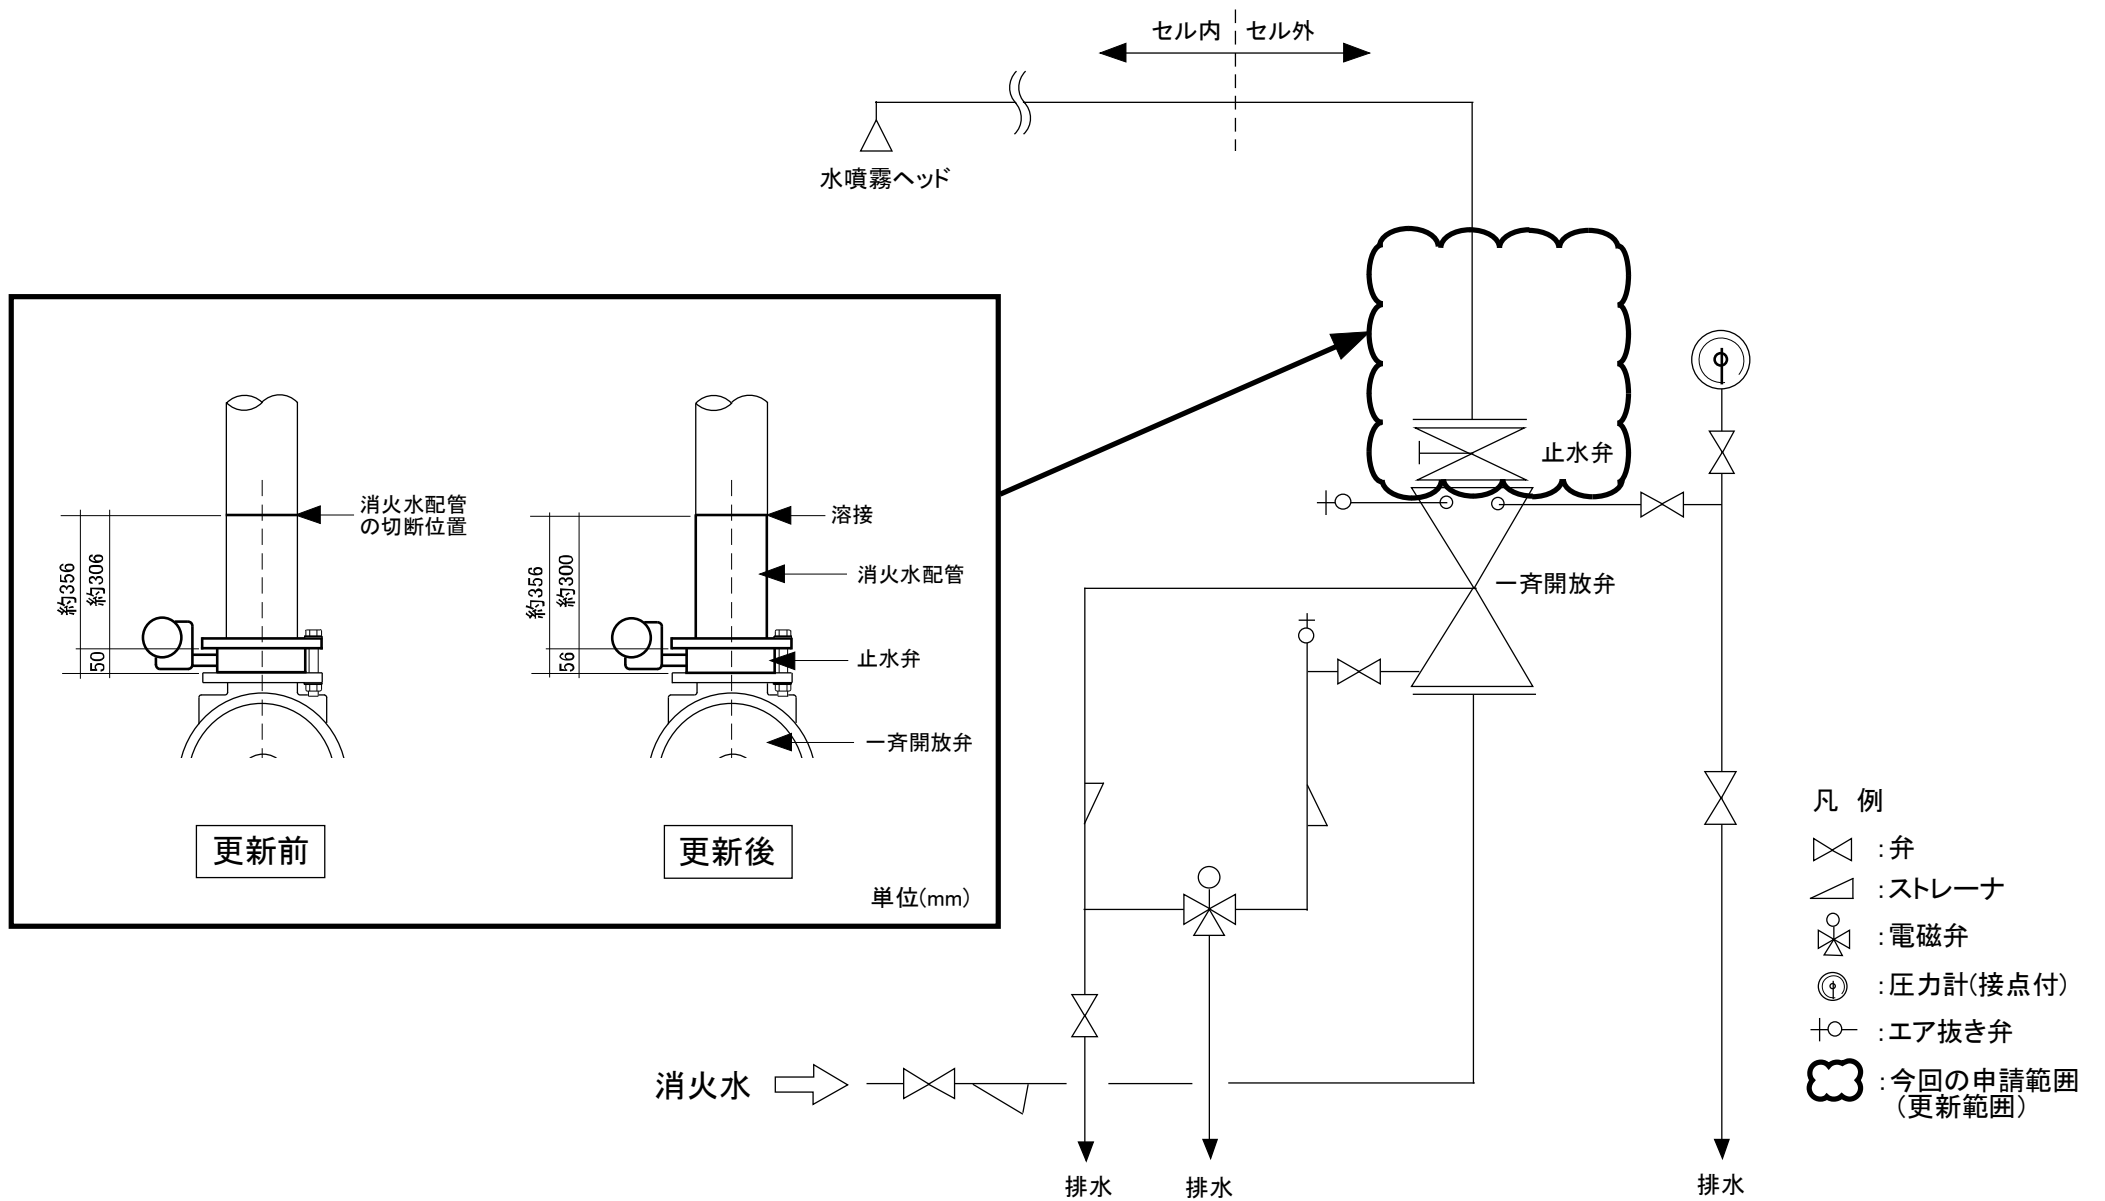 セル内
セル外
水噴霧ヘッド
止水弁
一斉開放弁
消火水配管
の切断位置
約356
約306
50
更新前
溶接
消火水配管
止水弁
一斉開放弁
約356
約300
56
更新後
単位(mm)
消火水
排水
排水
排水
凡 例
:弁
:ストレーナ
:電磁弁
:圧力計(接点付)
:エア抜き弁
:今回の申請範囲
(更新範囲)